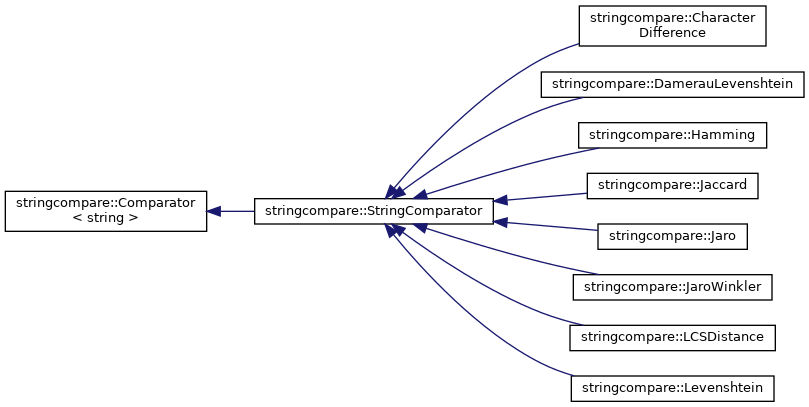 stringcompare::Comparator
< string >
stringcompare::StringComparator
stringcompare::Character
Difference
stringcompare::DamerauLevenshtein
stringcompare::Hamming
stringcompare::Jaccard
stringcompare::Jaro
stringcompare::JaroWinkler
stringcompare::LCSDistance
stringcompare::Levenshtein